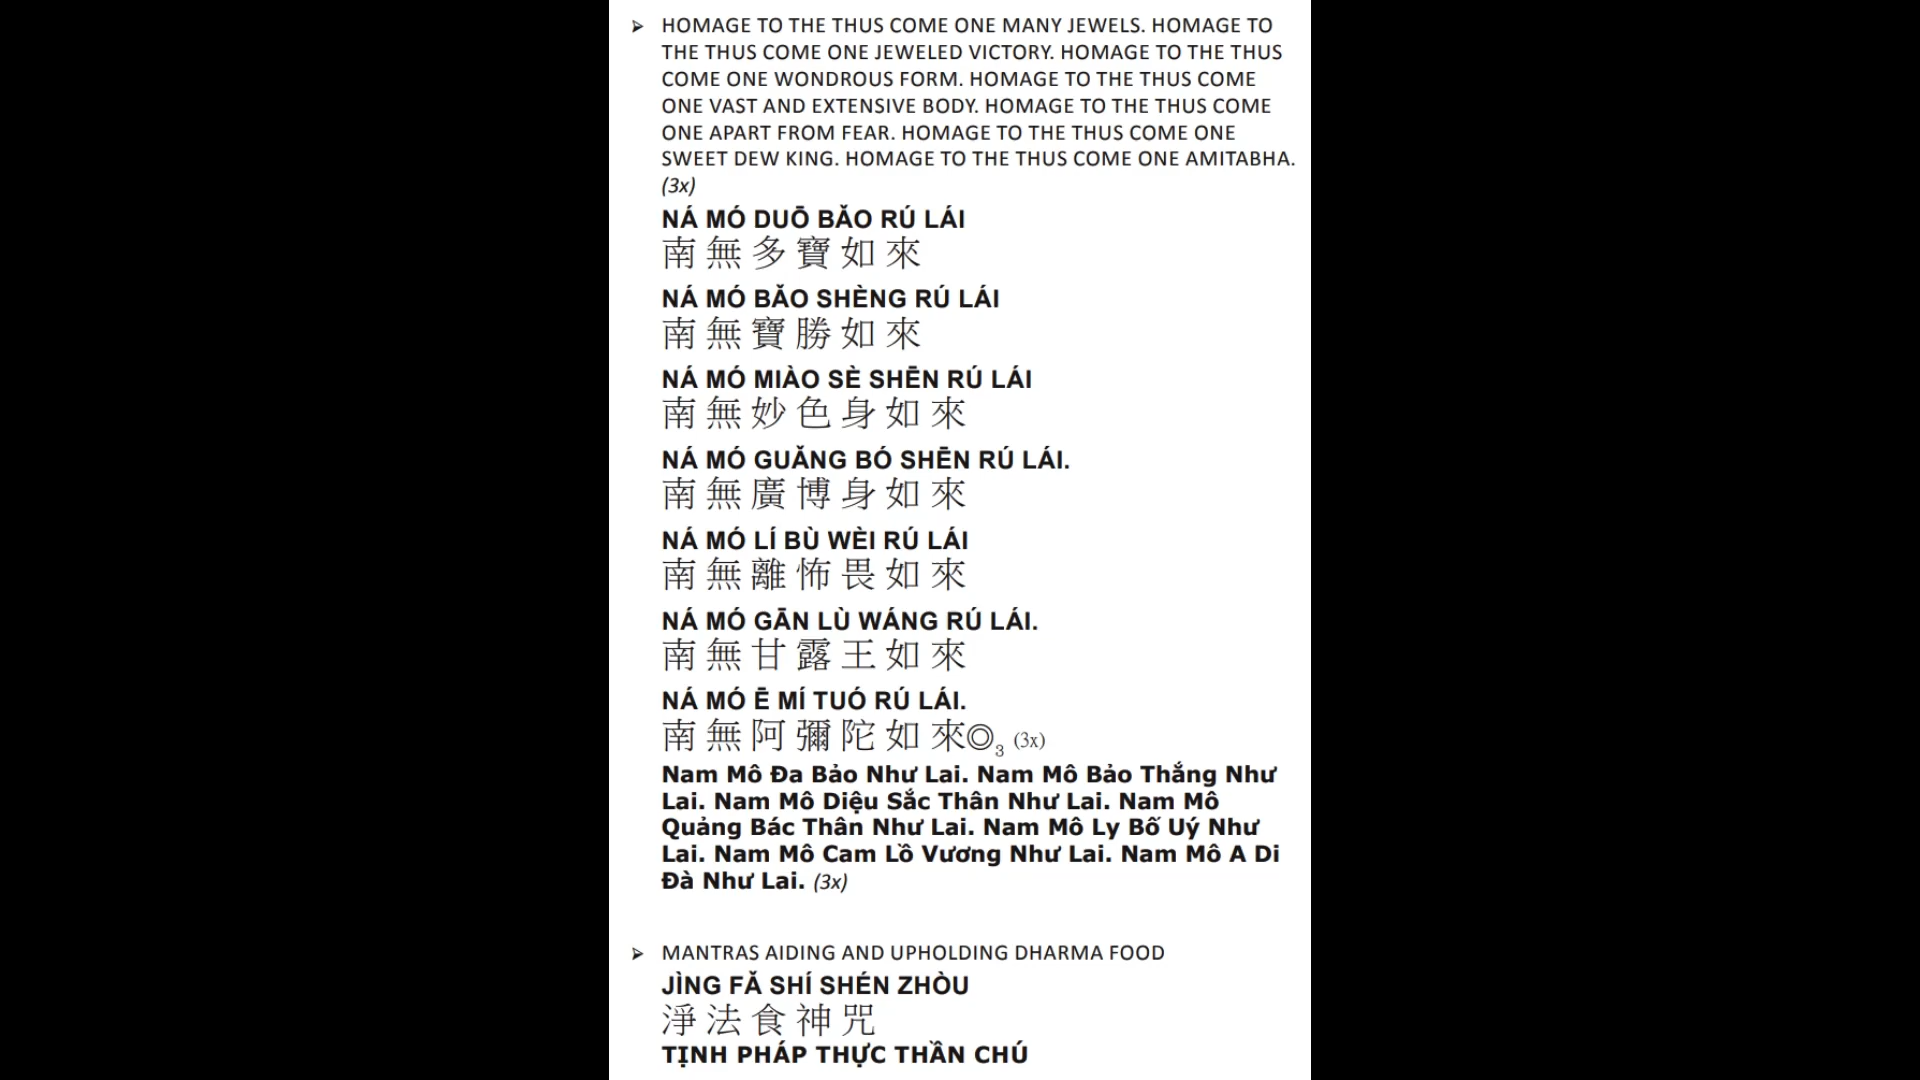 ➢ HOMAGE TO THE THUS COME ONE MANY JEWELS. HOMAGE TO
THE THUS COME ONE JEWELED VICTORY. HOMAGE TO THE THUS
COME ONE WONDROUS FORM. HOMAGE TO THE THUS COME
ONE VAST AND EXTENSIVE BODY. HOMAGE TO THE THUS COME
ONE APART FROM FEAR. HOMAGE TO THE THUS COME ONE
SWEET DEW KING. HOMAGE TO THE THUS COME ONE AMITABHA.
(3x)
NÁ MÓ DUŌ BǍO RÚ LÁI
南無多寶如來
NÁ MÓ BǍO SHÈNG RÚ LÁI
南無寶勝如來
NÁ MÓ MIÀO SÈ SHĒN RÚ LÁI
南無妙色身如來
NÁ MÓ GUǍNG BÓ SHĒN RÚ LÁI.
南無廣博身如來
NÁ MÓ LÍ BÙ WÈI RÚ LÁI
南無離怖畏如來
NÁ MÓ GĀN LÙ WÁNG RÚ LÁI.
南無甘露王如來
NÁ MÓ Ē MÍ TUÓ RÚ LÁI.
南無阿彌陀如來◎3 (3x)
Nam Mô Đa Bảo Như Lai. Nam Mô Bảo Thắng Như
Lai. Nam Mô Diệu Sắc Thân Như Lai. Nam Mô
Quảng Bác Thân Như Lai. Nam Mô Ly Bố Uý Như
Lai. Nam Mô Cam Lồ Vương Như Lai. Nam Mô A Di
Đà Như Lai. (3x)
➢ MANTRAS AIDING AND UPHOLDING DHARMA FOOD
JÌNG FǍ SHÍ SHÉN ZHÒU
淨法食神咒
TỊNH PHÁP THỰC THẦN CHÚ